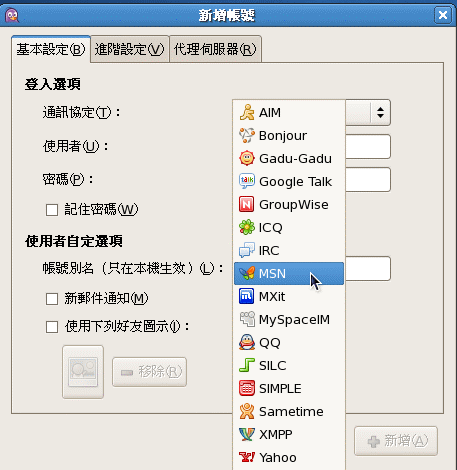 新增帳號
基本設定(B) 進階設定(V) 代理伺服器(R)
登入選項
通訊協定(T)：
使用者(U)：
密碼(P)：
記住密碼(W)
使用者自定選項
帳號別名（只在本機生效）(L)：
新郵件通知(M)
使用下列好友圖示(I)：
移除(R)
AIM
Bonjour
Gadu-Gadu
Google Talk
GroupWise
ICQ
IRC
MSN
MXit
MySpaceIM
QQ
SILC
SIMPLE
Sametime
XMPP
Yahoo
新增(A)